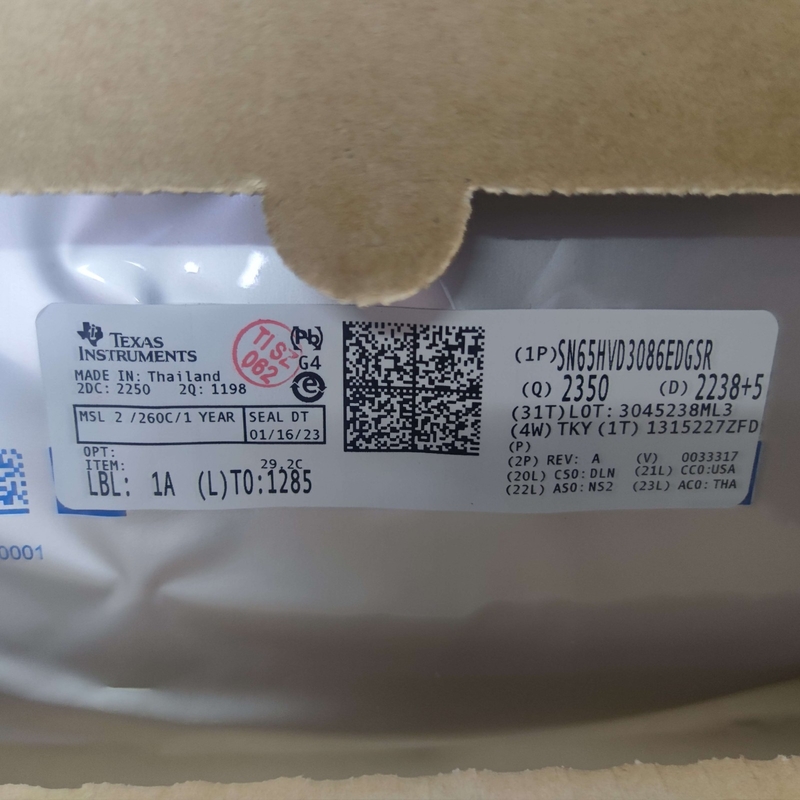 TEXAS
INSTRUMENTS
MADE IN: Thailand
2DC: 2250 2Q: 1198
MSL 2 /260C/1 YEAR
SEAL DT
01/16/23
OPT:
ITEM:
29.2C
LBL: 1A (L)TO:1285
(Pb)
G4
e
TI SZ
062
(1P)SN65HVD3086EDGSR
(Q) 2350 (D) 2238+5
(31T)LOT: 3045238ML3
(4W) TKY (1T) 1315227ZFD
(P)
(2P) REV: A (V) 0033317
(20L) CSO: DLN (21L) CCO:USA
(22L) ASO: NS2 (23L) ACO: THA
0001